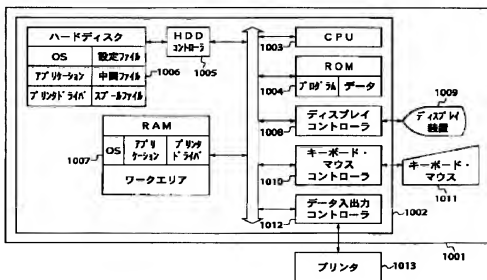 ハードディスク
OS
設定ファイル
アプリケーション
中間ファイル
プリンタドライバ
スプールファイル
1006
HDD
コントローラ
1005
1007
RAM
OS
アプリ
ケーション
プリンタ
ドライバ
ワークエリア
1003
CPU
1004
ROM
プログラム
データ
1008
ディスプレイ
コントローラ
1009
ディスプレイ
装置
1010
キーボード・
マウス
コントローラ
キーボード・
マウス
1011
1012
データ入出力
コントローラ
1002
1001
プリンタ
1013